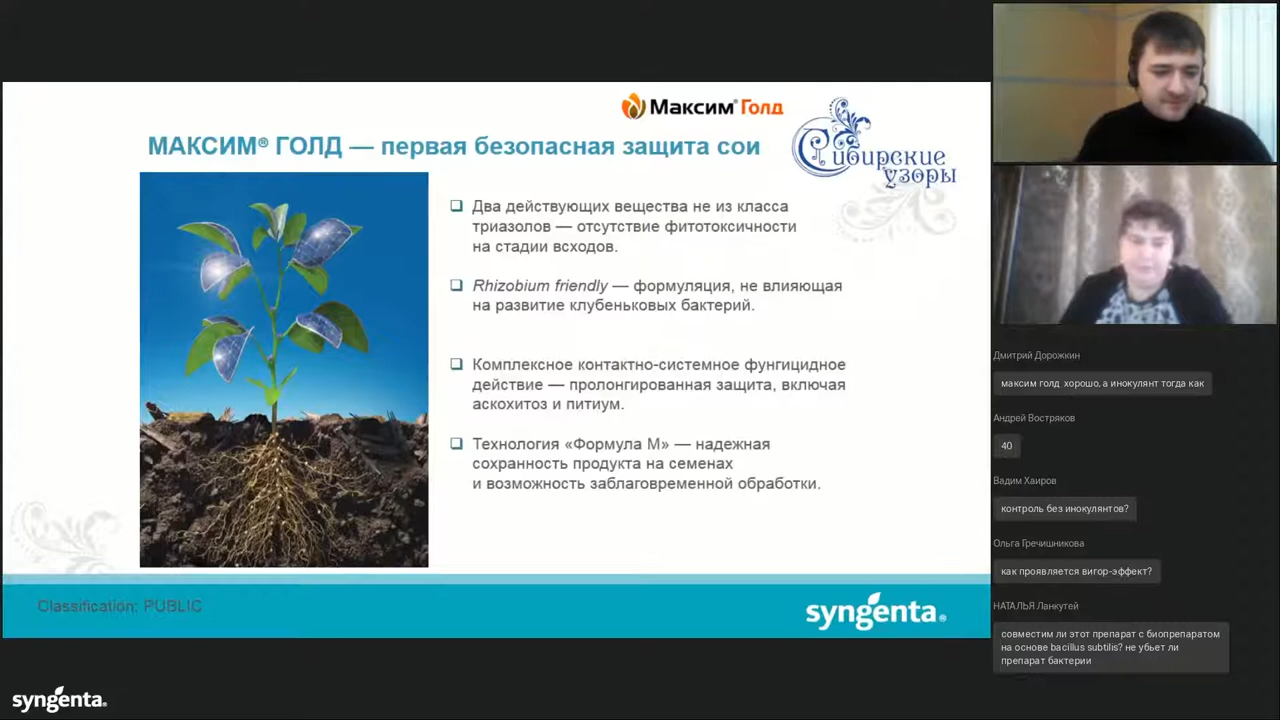 Максим® Голд
МАКСИМ® ГОЛД — первая безопасная защита сои
Сибирские
узоры
Два действующих вещества не из класса
триазолов — отсутствие фитотоксичности
на стадии всходов.
Rhizobium friendly — формуляция, не влияющая
на развитие клубеньковых бактерий.
Комплексное контактно-системное фунгицидное
действие — пролонгированная защита, включая
аскохитоз и питиум.
Технология «Формула М» — надежная
сохранность продукта на семенах
и возможность заблаговременной обработки.
Classification: PUBLIC
syngenta®
syngenta®
Дмитрий Дорожкин
максим голд хорошо, а инокулянт тогда как
Андрей Востряков
40
Вадим Хаиров
контроль без инокулянтов?
Ольга Гречишникова
как проявляется вигор-эффект?
НАТАЛЬЯ Ланкутей
совместим ли этот препарат с биопрепаратом
на основе bacillus subtilis? не убьет ли
препарат бактерии